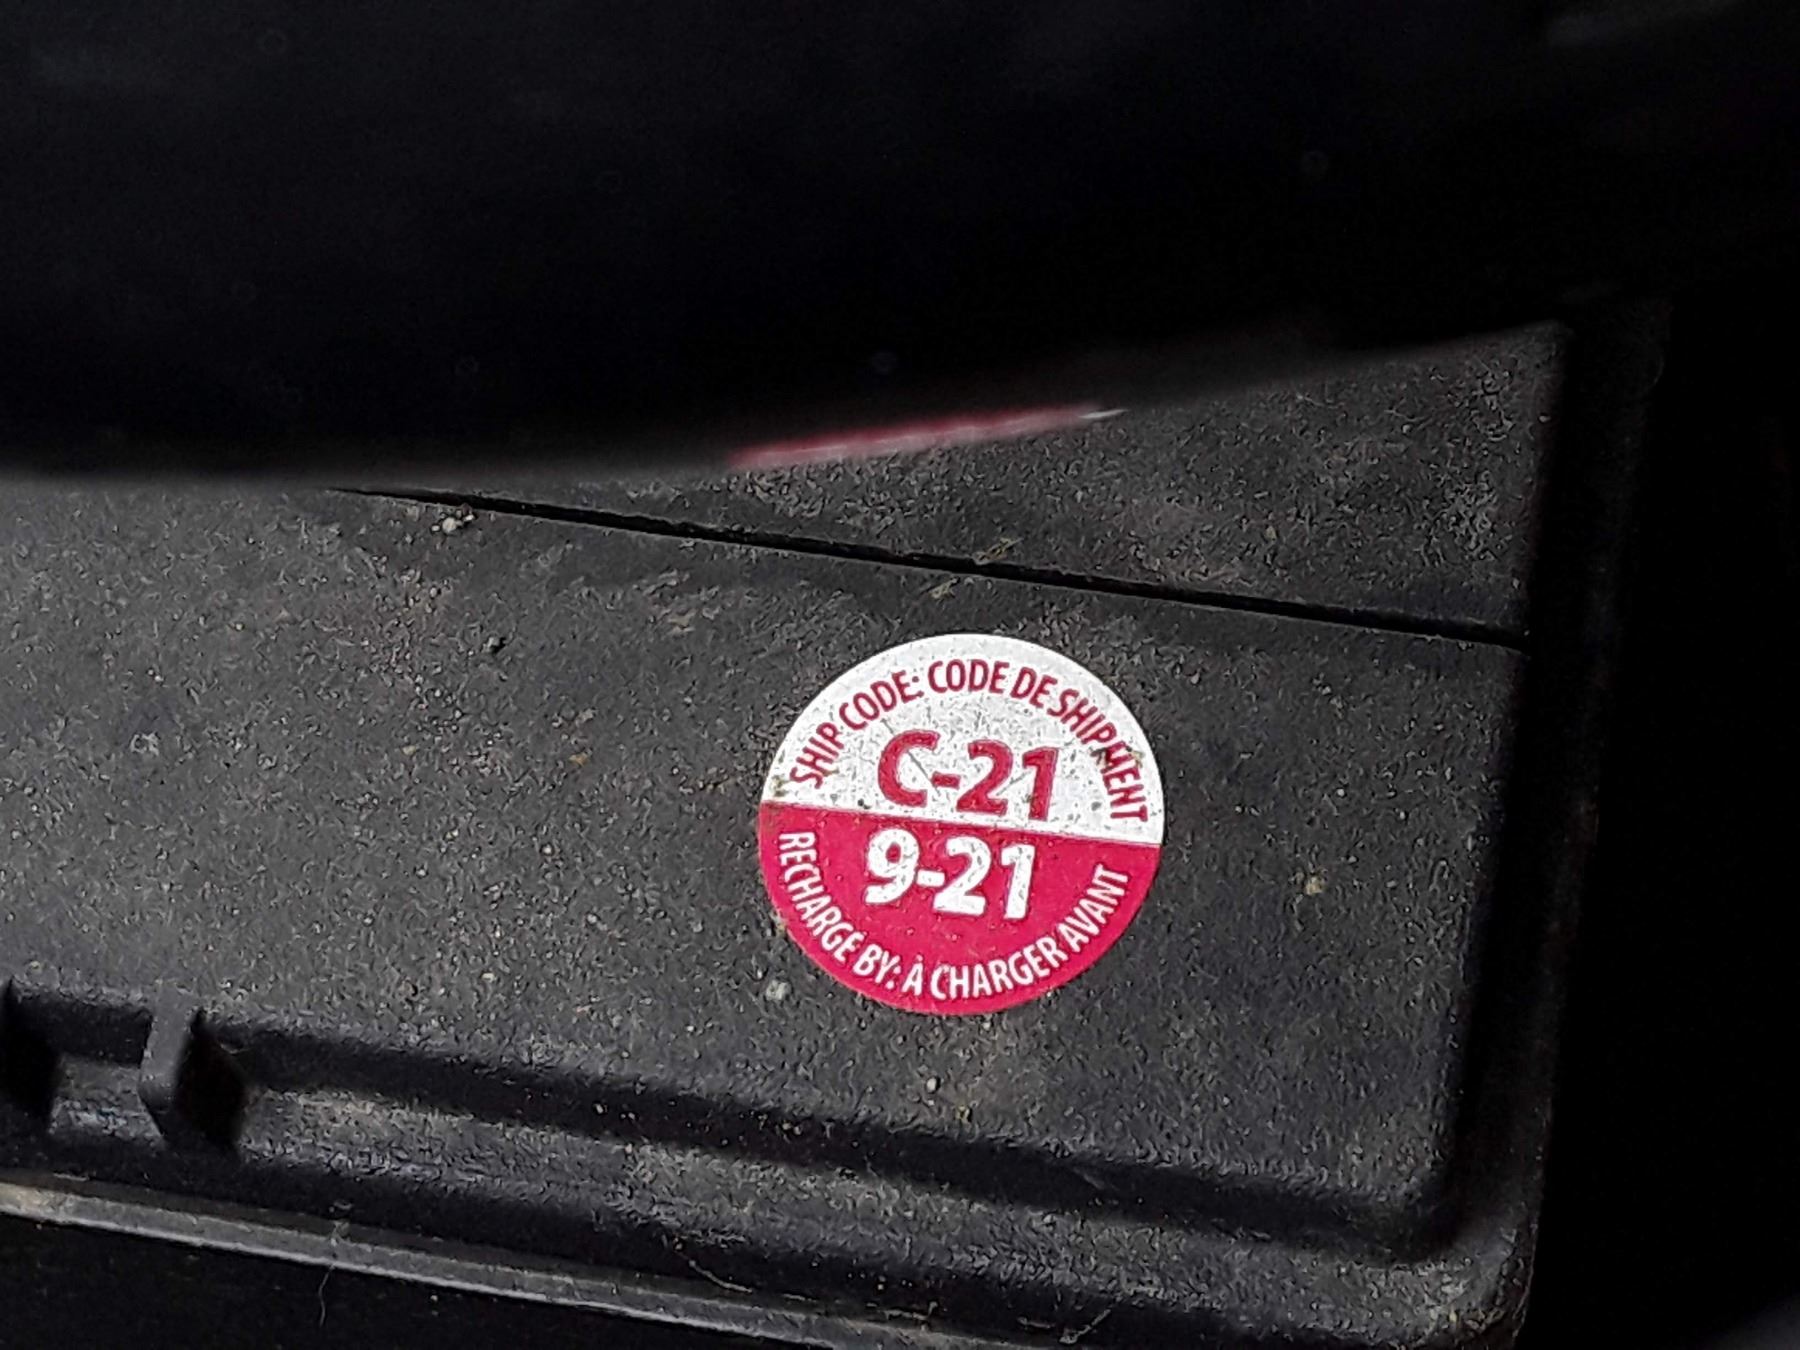 SHIP CODE: CODE DE SHIPMENT
C-21
9-21
RECHARGE BY: À CHARGER AVANT